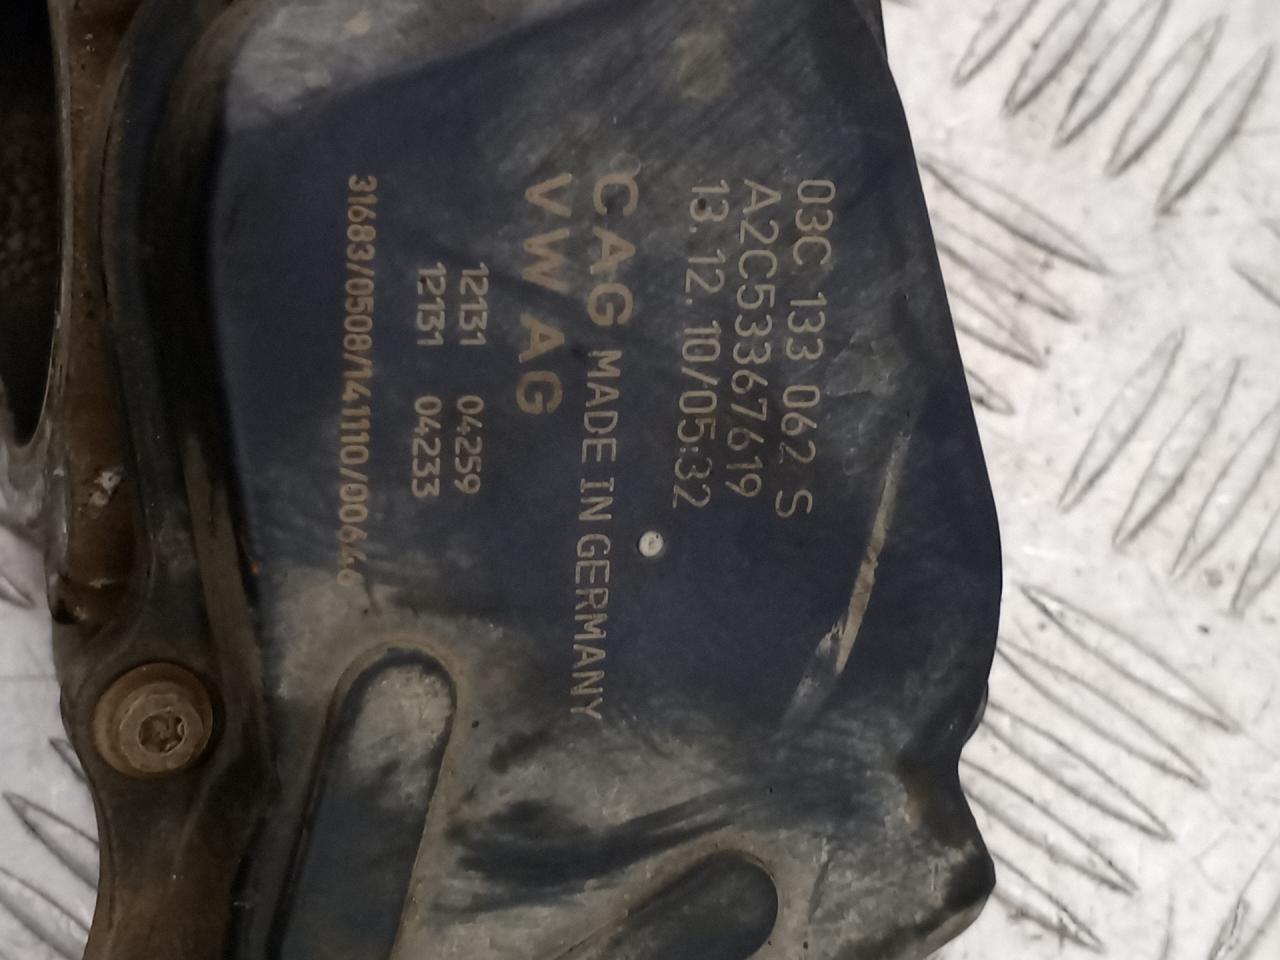 03C 133 062 S
A2C53367619
13.12.10/05:32
CAG MADE IN GERMANY
VW AG
12131 04259
12131 04233
31683/0508/141110/00646